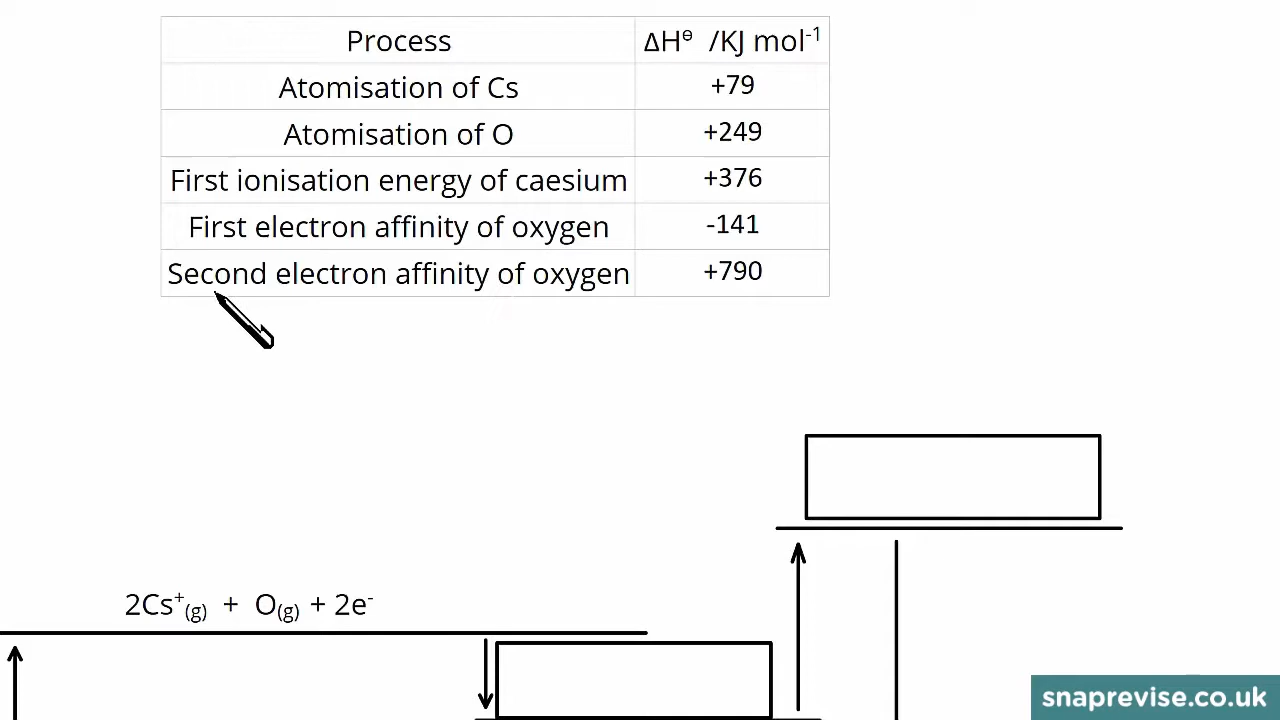 Process ΔH⁰ /KJ mol⁻¹
Atomisation of Cs +79
Atomisation of O +249
First ionisation energy of caesium +376
First electron affinity of oxygen -141
Second electron affinity of oxygen +790
2Cs⁺(g) + O(g) + 2e⁻
snaprevise.co.uk